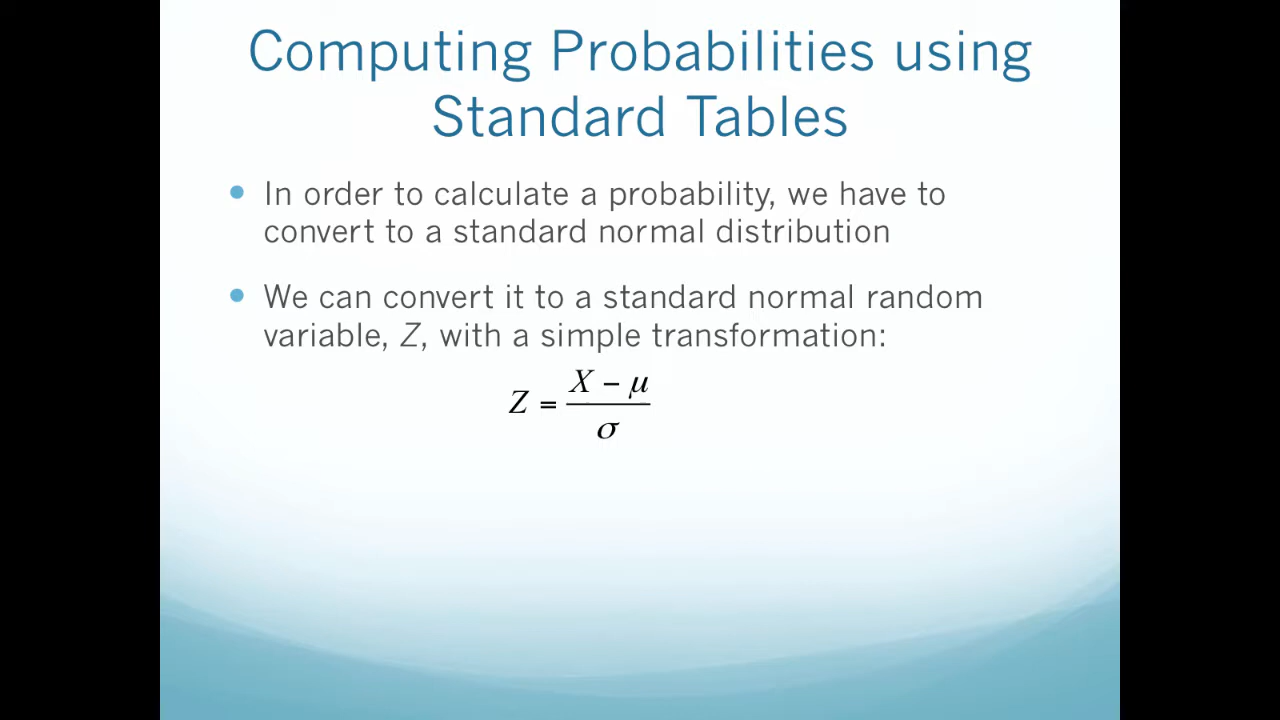 Computing Probabilities using
Standard Tables
• In order to calculate a probability, we have to
convert to a standard normal distribution
• We can convert it to a standard normal random
variable, Z, with a simple transformation:
Z = (X − μ) / σ